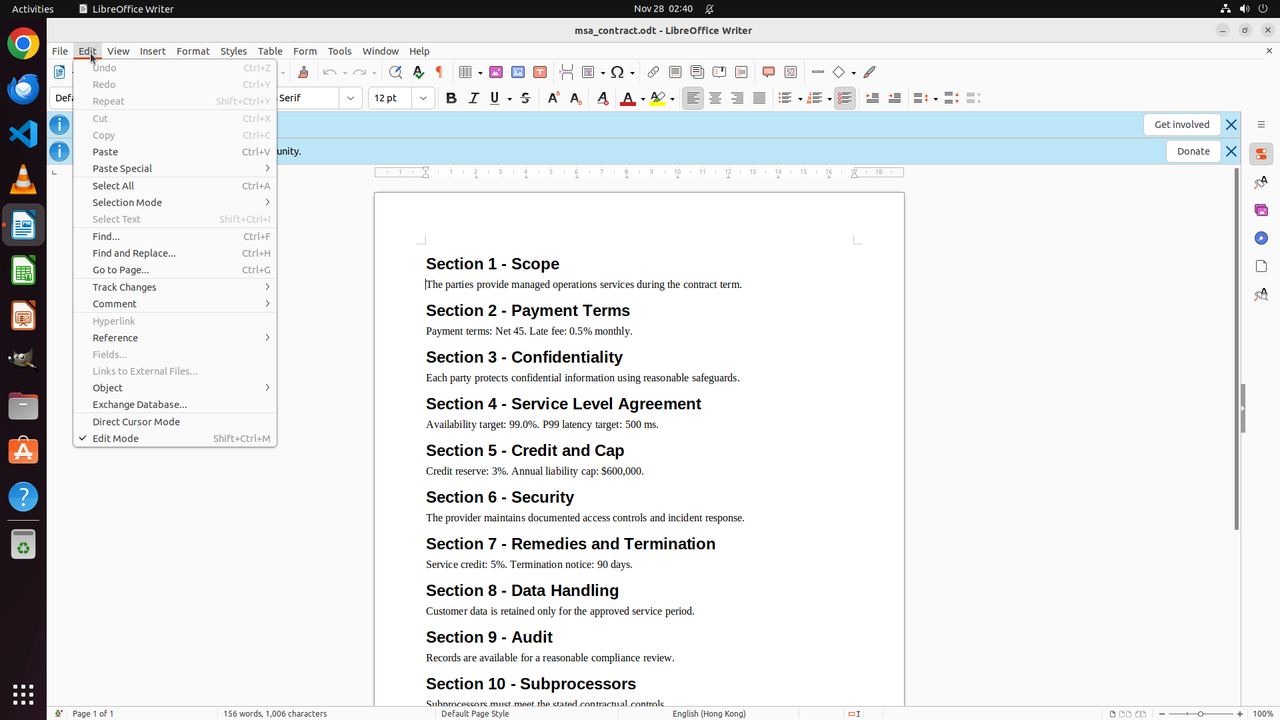 Activities
LibreOffice Writer
Nov 28 02:40
msa_contract.odt - LibreOffice Writer
File Edit View Insert Format Styles Table Form Tools Window Help
Undo Ctrl+Z
Redo Ctrl+Y
Repeat Shift+Ctrl+Y
Cut Ctrl+X
Copy Ctrl+C
Paste Ctrl+V
Paste Special
Select All Ctrl+A
Selection Mode
Select Text Shift+Ctrl+I
Find... Ctrl+F
Find and Replace... Ctrl+H
Go to Page... Ctrl+G
Track Changes
Comment
Hyperlink
Reference
Fields...
Links to External Files...
Object
Exchange Database...
Direct Cursor Mode
Edit Mode Shift+Ctrl+M
Serif 12 pt
Get involved
Donate
Section 1 - Scope
The parties provide managed operations services during the contract term.
Section 2 - Payment Terms
Payment terms: Net 45. Late fee: 0.5% monthly.
Section 3 - Confidentiality
Each party protects confidential information using reasonable safeguards.
Section 4 - Service Level Agreement
Availability target: 99.0%. P99 latency target: 500 ms.
Section 5 - Credit and Cap
Credit reserve: 3%. Annual liability cap: $600,000.
Section 6 - Security
The provider maintains documented access controls and incident response.
Section 7 - Remedies and Termination
Service credit: 5%. Termination notice: 90 days.
Section 8 - Data Handling
Customer data is retained only for the approved service period.
Section 9 - Audit
Records are available for a reasonable compliance review.
Section 10 - Subprocessors
Subprocessors must meet the stated contractual controls.
Page 1 of 1
156 words, 1,006 characters
Default Page Style
English (Hong Kong)
100%